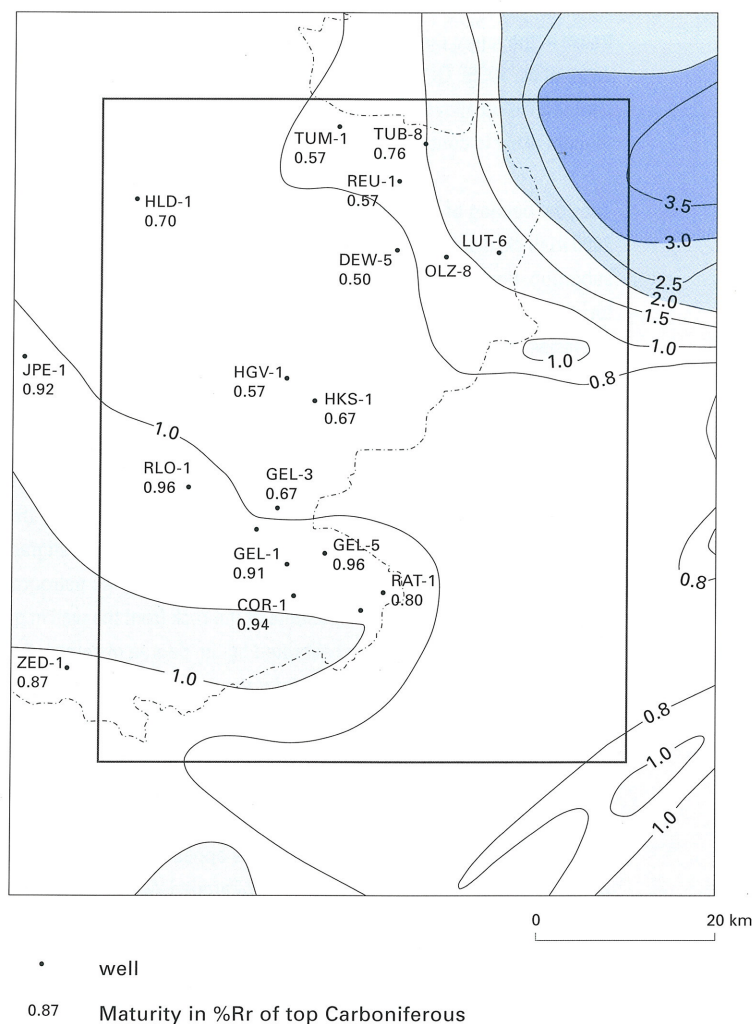 TUM-1
0.57
TUB-8
0.76
REU-1
0.57
HLD-1
0.70
3.5
LUT-6
3.0
DEW-5
0.50
OLZ-8
2.5
2.0
1.5
1.0
1.0
JPE-1
0.92
HGV-1
0.57
0.8
HKS-1
0.67
1.0
RLO-1
0.96
GEL-3
0.67
GEL-1
0.91
GEL-5
0.96
0.8
RAT-1
0.80
COR-1
0.94
ZED-1
0.87
1.0
0.8
1.0
1.0
0 20 km
well
0.87 Maturity in %Rr of top Carboniferous